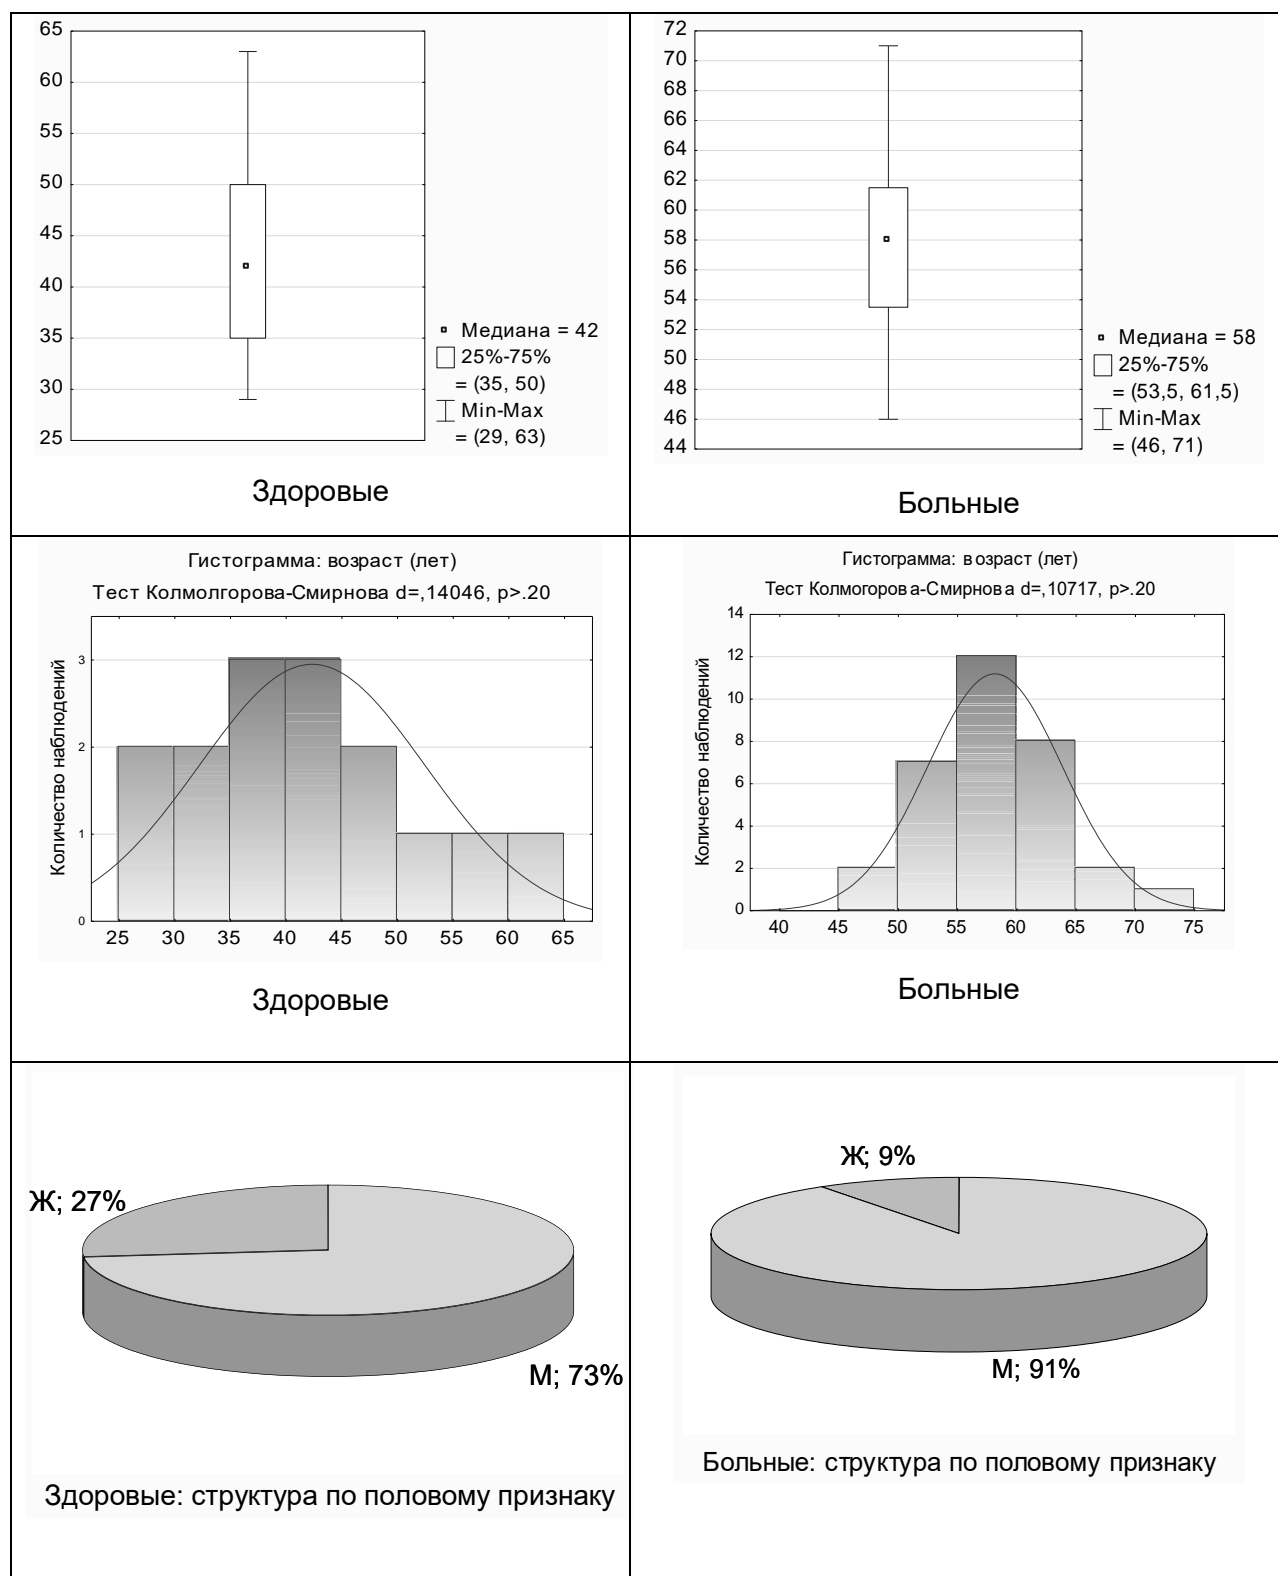 65
60
55
50
45
40
35
30
25
Медиана = 42
25%-75%
= (35, 50)
Min-Max
= (29, 63)
Здоровые
72
70
68
66
64
62
60
58
56
54
52
50
48
46
44
Медиана = 58
25%-75%
= (53,5, 61,5)
Min-Max
= (46, 71)
Больные
Гистограмма: возраст (лет)
Тест Колмолгорова-Смирнова d=,14046, p>.20
Количество наблюдений
3
2
1
0
25 30 35 40 45 50 55 60 65
Здоровые
Гистограмма: возраст (лет)
Тест Колмогорова-Смирнова d=,10717, p>.20
Количество наблюдений
14
12
10
8
6
4
2
0
40 45 50 55 60 65 70 75
Больные
Ж; 27%
М; 73%
Здоровые: структура по половому признаку
Ж; 9%
М; 91%
Больные: структура по половому признаку